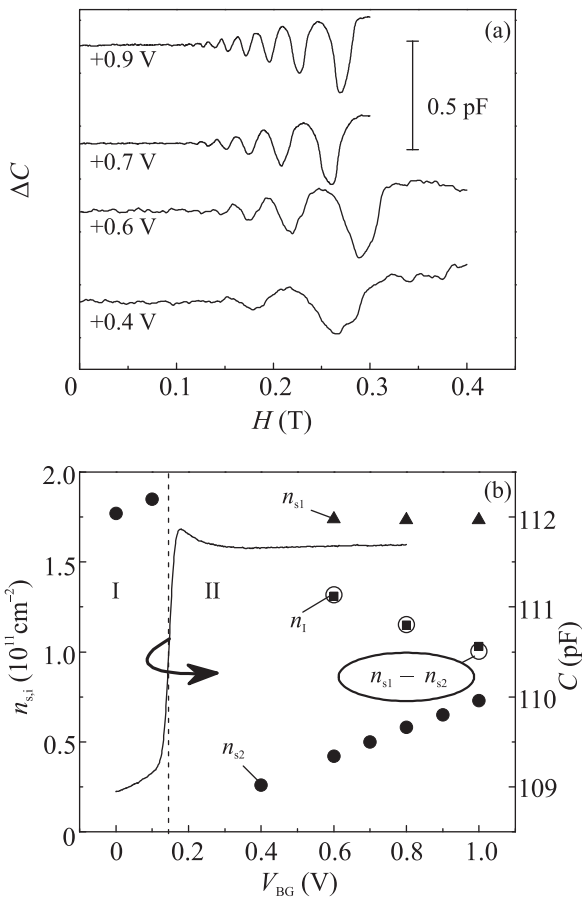 (a)
+0.9 V
0.5 pF
+0.7 V
ΔC
+0.6 V
+0.4 V
0 0.1 0.2 0.3 0.4
H (T)
2.0 (b)
n_s1 112
1.5
I II
n_I 111
n_s,i (10^11 cm^−2) 1.0 C (pF)
n_s1 − n_s2
110
0.5 n_s2
109
0
0 0.2 0.4 0.6 0.8 1.0
V_BG (V)